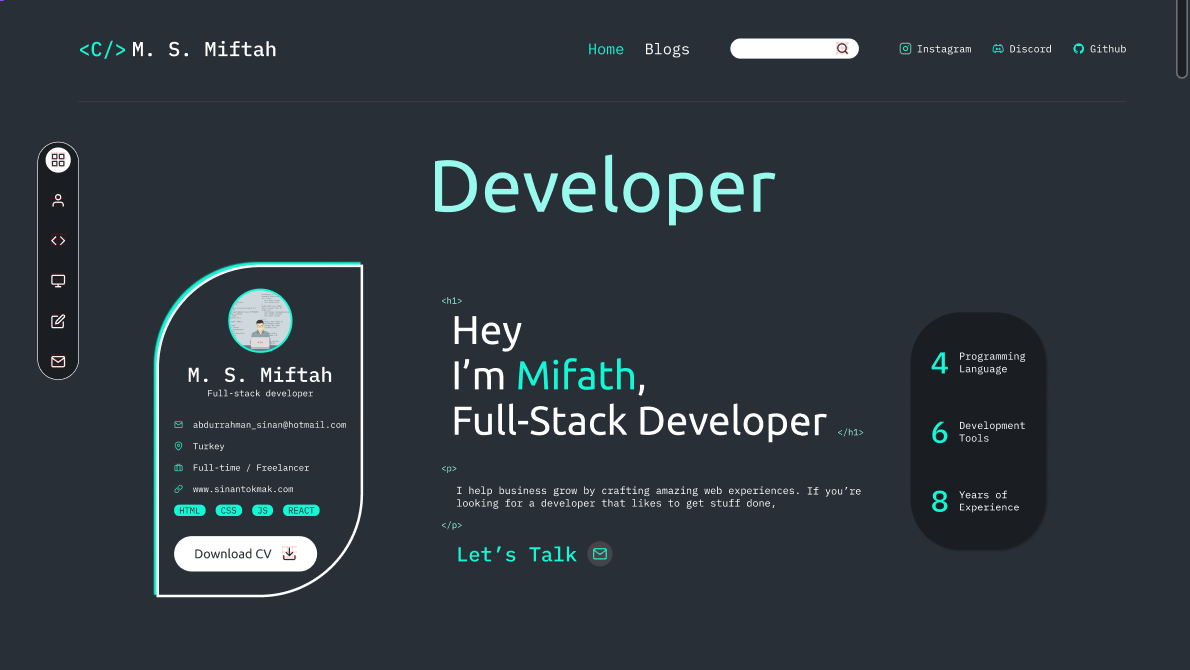 <C/> M. S. Miftah
Home
Blogs
Instagram
Discord
Github
Developer
M. S. Miftah
Full-stack developer
abdurrahman_sinan@hotmail.com
Turkey
Full-time / Freelancer
www.sinantokmak.com
HTML CSS JS REACT
Download CV
<h1>
Hey
I’m Mifath,
Full-Stack Developer </h1>
<p>
I help business grow by crafting amazing web experiences. If you’re
looking for a developer that likes to get stuff done,
</p>
Let’s Talk
4 Programming
Language
6 Development
Tools
8 Years of
Experience